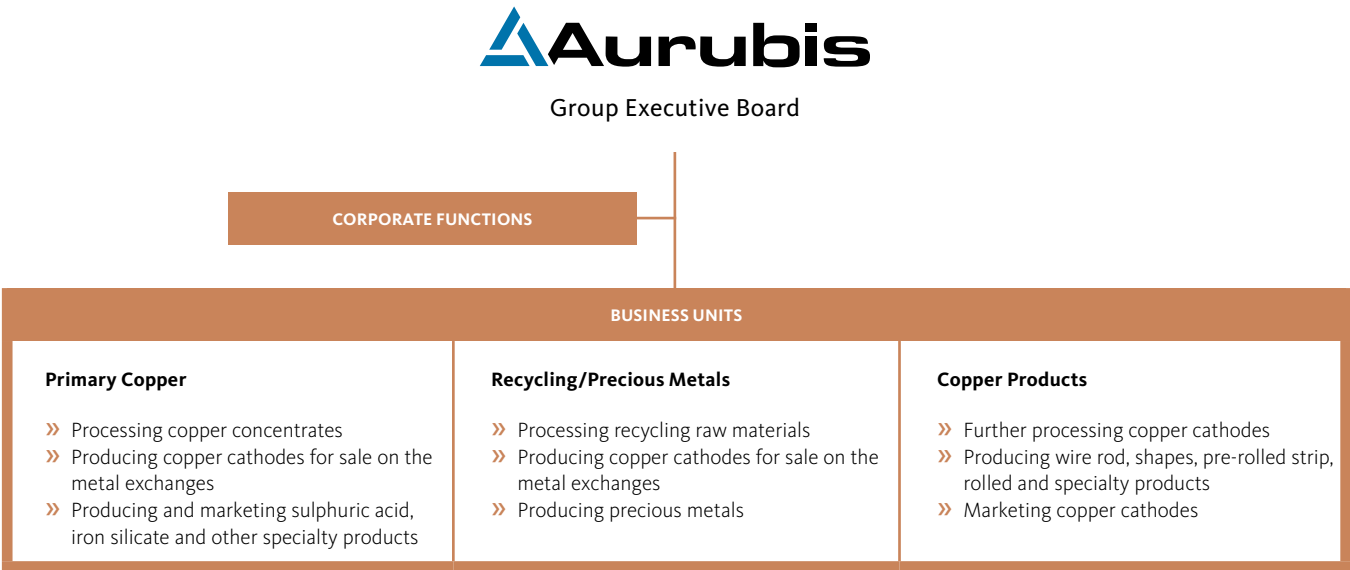 Aurubis
Group Executive Board
CORPORATE FUNCTIONS
BUSINESS UNITS
Primary Copper
» Processing copper concentrates
» Producing copper cathodes for sale on the
metal exchanges
» Producing and marketing sulphuric acid,
iron silicate and other specialty products
Recycling/Precious Metals
» Processing recycling raw materials
» Producing copper cathodes for sale on the
metal exchanges
» Producing precious metals
Copper Products
» Further processing copper cathodes
» Producing wire rod, shapes, pre-rolled strip,
rolled and specialty products
» Marketing copper cathodes